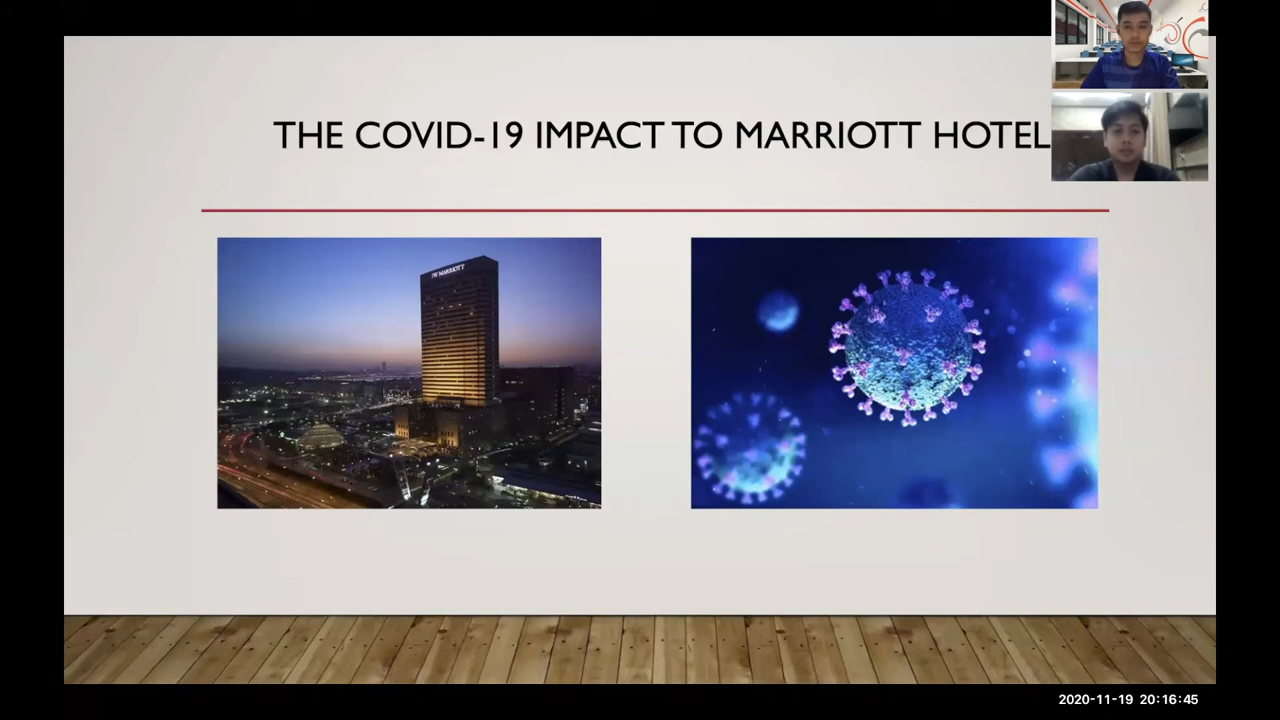 THE COVID-19 IMPACT TO MARRIOTT HOTEL
JW MARRIOTT
2020-11-19 20:16:45